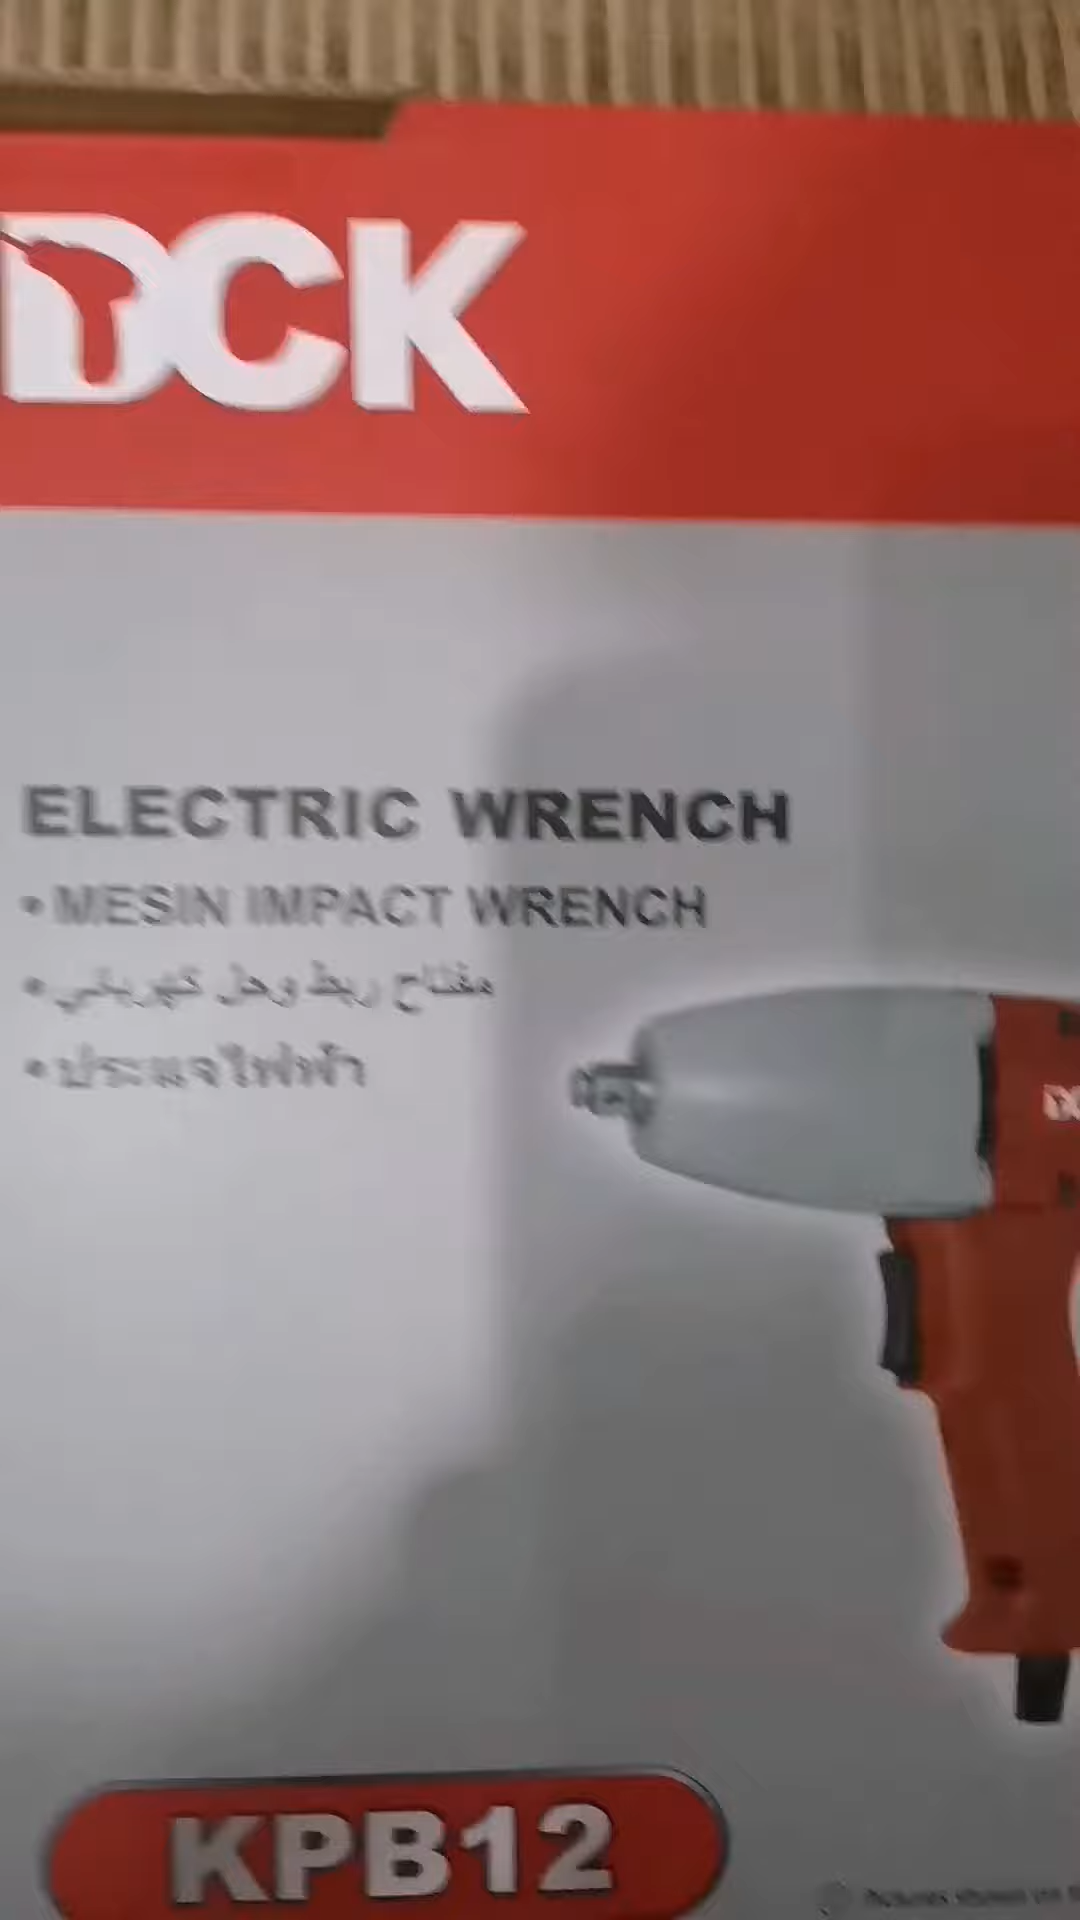 DCK
ELECTRIC WRENCH
• MESIN IMPACT WRENCH
• مفتاح ربط وحل كهربائي
• ประแจไฟฟ้า
DC
KPB12